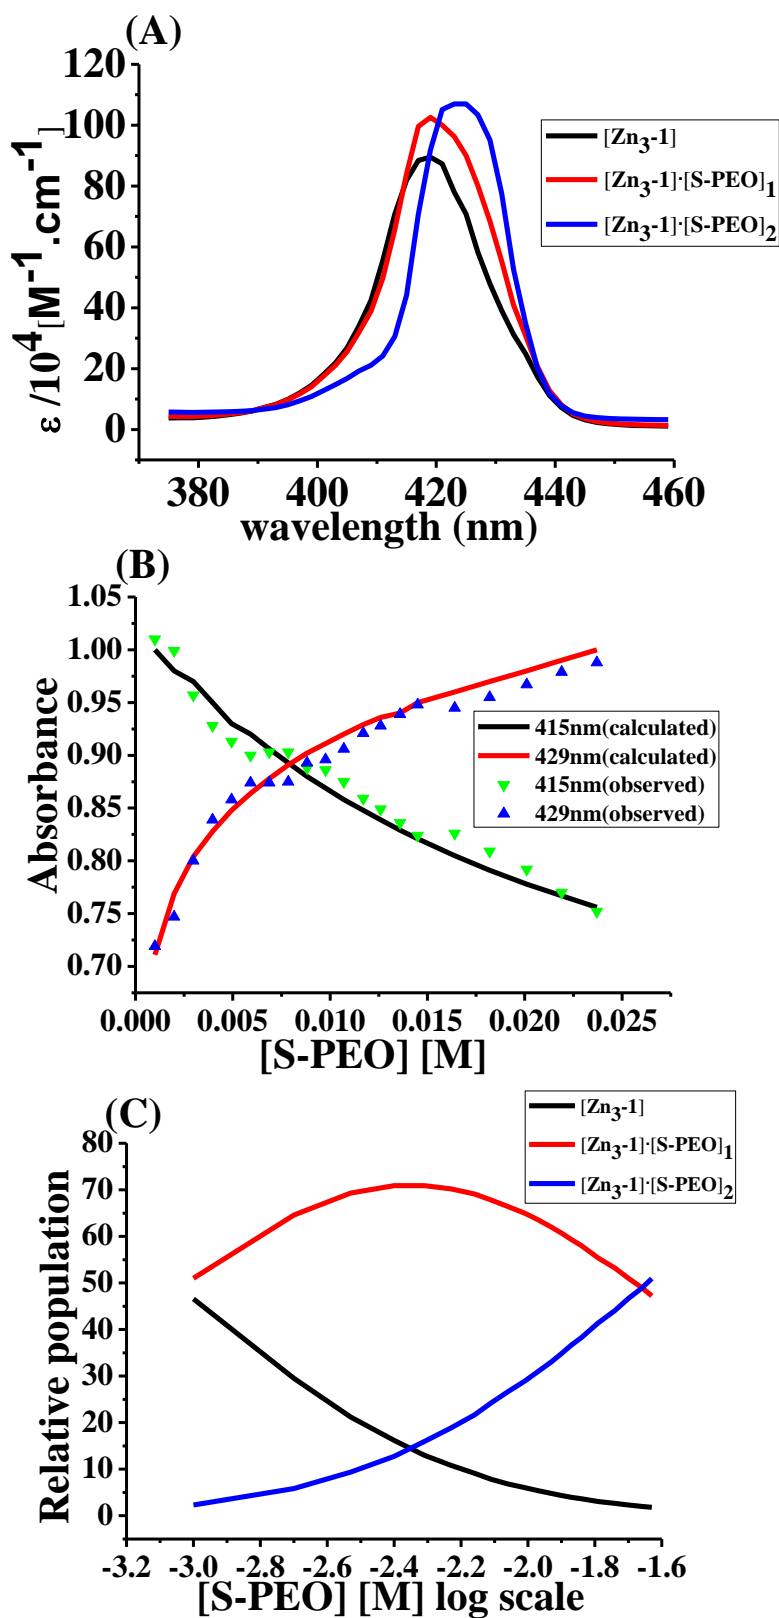 (A)
120
100
80
60
40
20
0
ε /10⁴[M⁻¹.cm⁻¹]
[Zn₃-1]
[Zn₃-1]·[S-PEO]₁
[Zn₃-1]·[S-PEO]₂
380 400 420 440 460
wavelength (nm)
(B)
1.05
1.00
0.95
0.90
0.85
0.80
0.75
0.70
Absorbance
415nm(calculated)
429nm(calculated)
415nm(observed)
429nm(observed)
0.000 0.005 0.010 0.015 0.020 0.025
[S-PEO] [M]
(C)
80
70
60
50
40
30
20
10
0
Relative population
[Zn₃-1]
[Zn₃-1]·[S-PEO]₁
[Zn₃-1]·[S-PEO]₂
-3.2 -3.0 -2.8 -2.6 -2.4 -2.2 -2.0 -1.8 -1.6
[S-PEO] [M] log scale